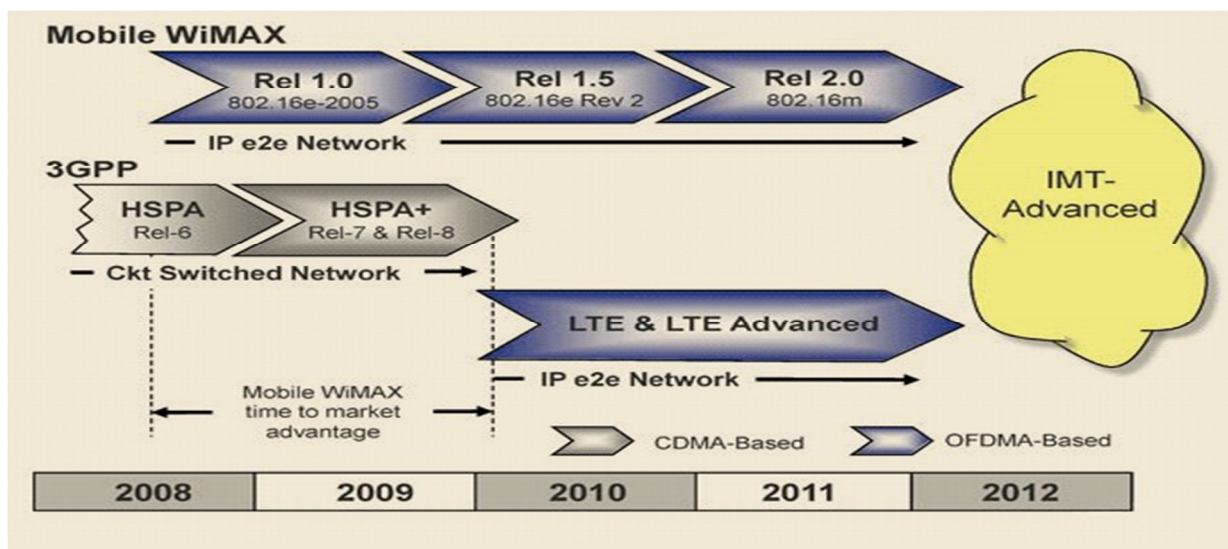 Mobile WiMAX
Rel 1.0
802.16e-2005
Rel 1.5
802.16e Rev 2
Rel 2.0
802.16m
IP e2e Network
3GPP
HSPA
Rel-6
HSPA+
Rel-7 & Rel-8
Ckt Switched Network
IMT-
Advanced
LTE & LTE Advanced
IP e2e Network
Mobile WiMAX
time to market
advantage
CDMA-Based
OFDMA-Based
2008
2009
2010
2011
2012